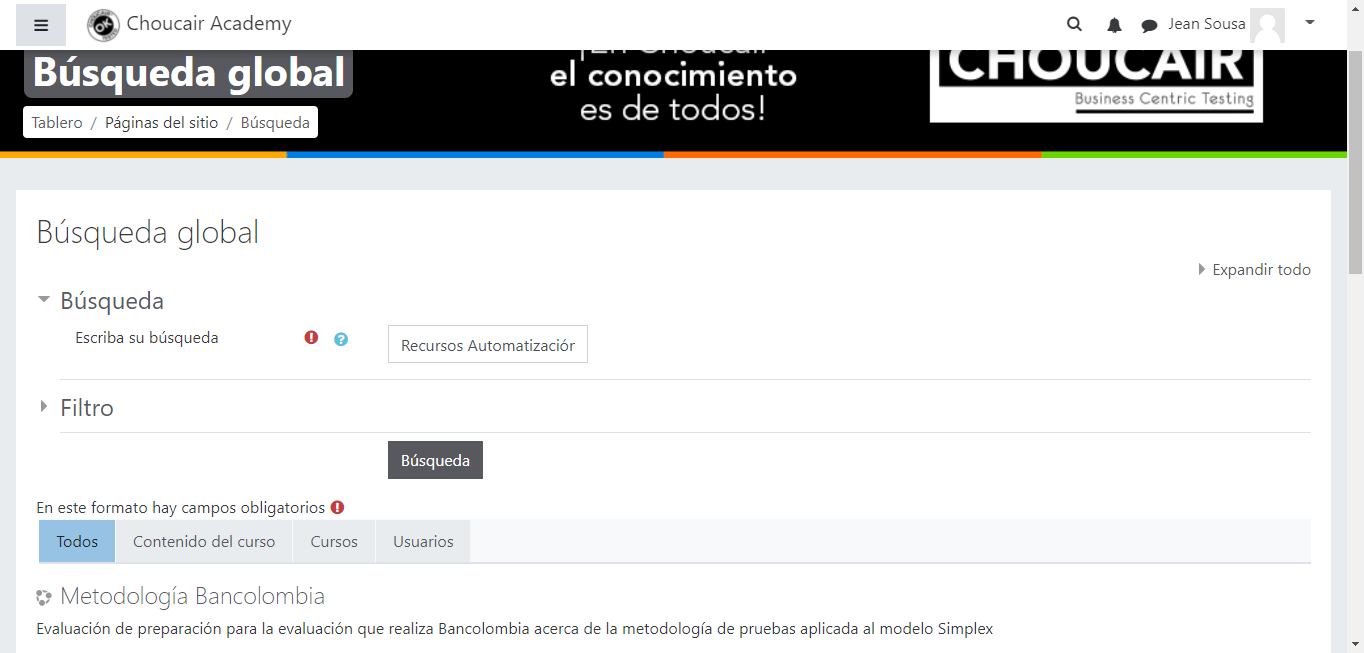 Choucair Academy
Jean Sousa
Búsqueda global
¡En Choucair
el conocimiento
es de todos!
CHOUCAIR
Business Centric Testing
Tablero / Páginas del sitio / Búsqueda
Búsqueda global
Expandir todo
Búsqueda
Escriba su búsqueda
Recursos Automatizaciór
Filtro
Búsqueda
En este formato hay campos obligatorios
Todos
Contenido del curso
Cursos
Usuarios
Metodología Bancolombia
Evaluación de preparación para la evaluación que realiza Bancolombia acerca de la metodología de pruebas aplicada al modelo Simplex